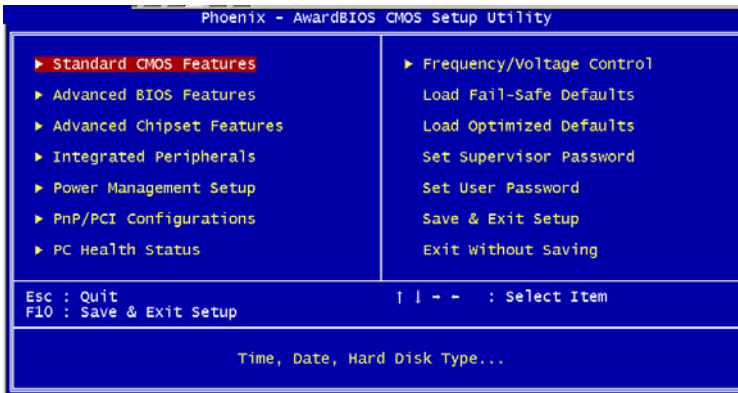 Phoenix - AwardBIOS CMOS Setup Utility
► Standard CMOS Features
► Advanced BIOS Features
► Advanced Chipset Features
► Integrated Peripherals
► Power Management Setup
► PnP/PCI Configurations
► PC Health Status
► Frequency/Voltage Control
Load Fail-Safe Defaults
Load Optimized Defaults
Set Supervisor Password
Set User Password
Save & Exit Setup
Exit Without Saving
Esc : Quit
F10 : Save & Exit Setup
↑ ↓ → ← : Select Item
Time, Date, Hard Disk Type...